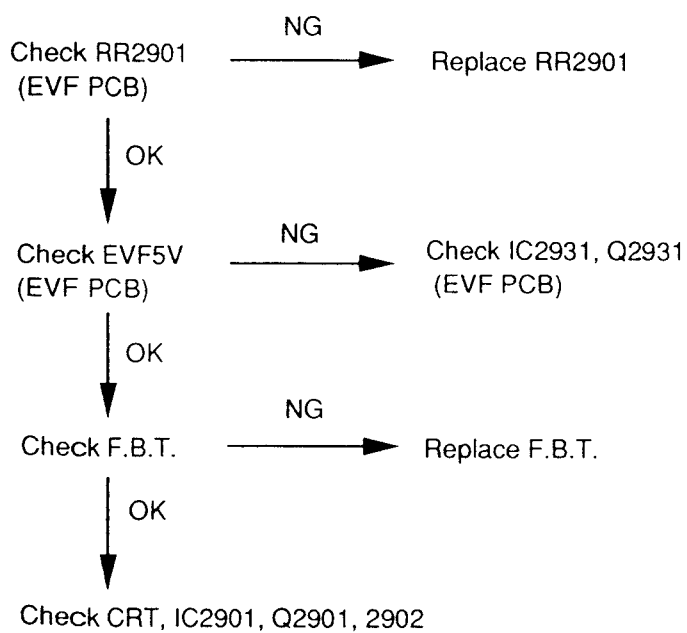 NG
Check RR2901
Replace RR2901
(EVF PCB)
OK
NG
Check EVF5V
Check IC2931, Q2931
(EVF PCB)
(EVF PCB)
OK
NG
Check F.B.T.
Replace F.B.T.
OK
Check CRT, IC2901, Q2901, 2902